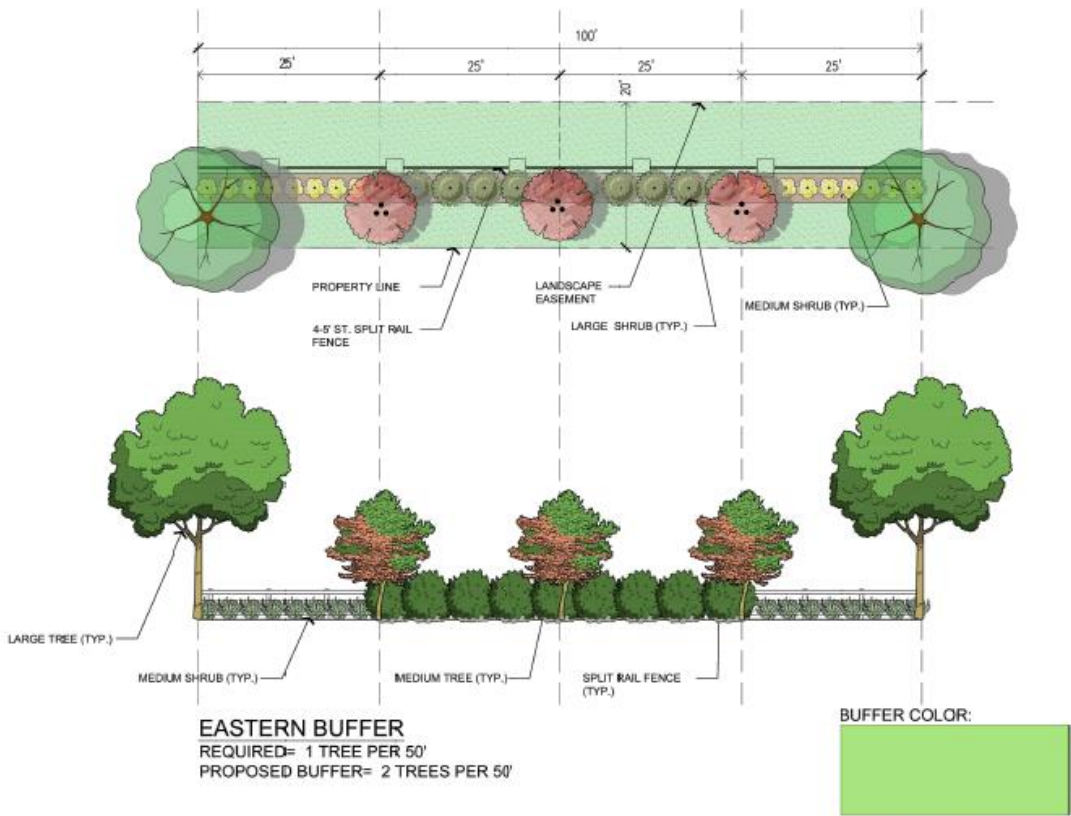 100'
25'
25'
25'
25'
20'
PROPERTY LINE
LANDSCAPE
EASEMENT
MEDIUM SHRUB (TYP.)
4-5' ST. SPLIT RAIL
FENCE
LARGE SHRUB (TYP.)
LARGE TREE (TYP.)
MEDIUM SHRUB (TYP.)
MEDIUM TREE (TYP.)
SPLIT RAIL FENCE
(TYP.)
EASTERN BUFFER
REQUIRED= 1 TREE PER 50'
PROPOSED BUFFER= 2 TREES PER 50'
BUFFER COLOR: